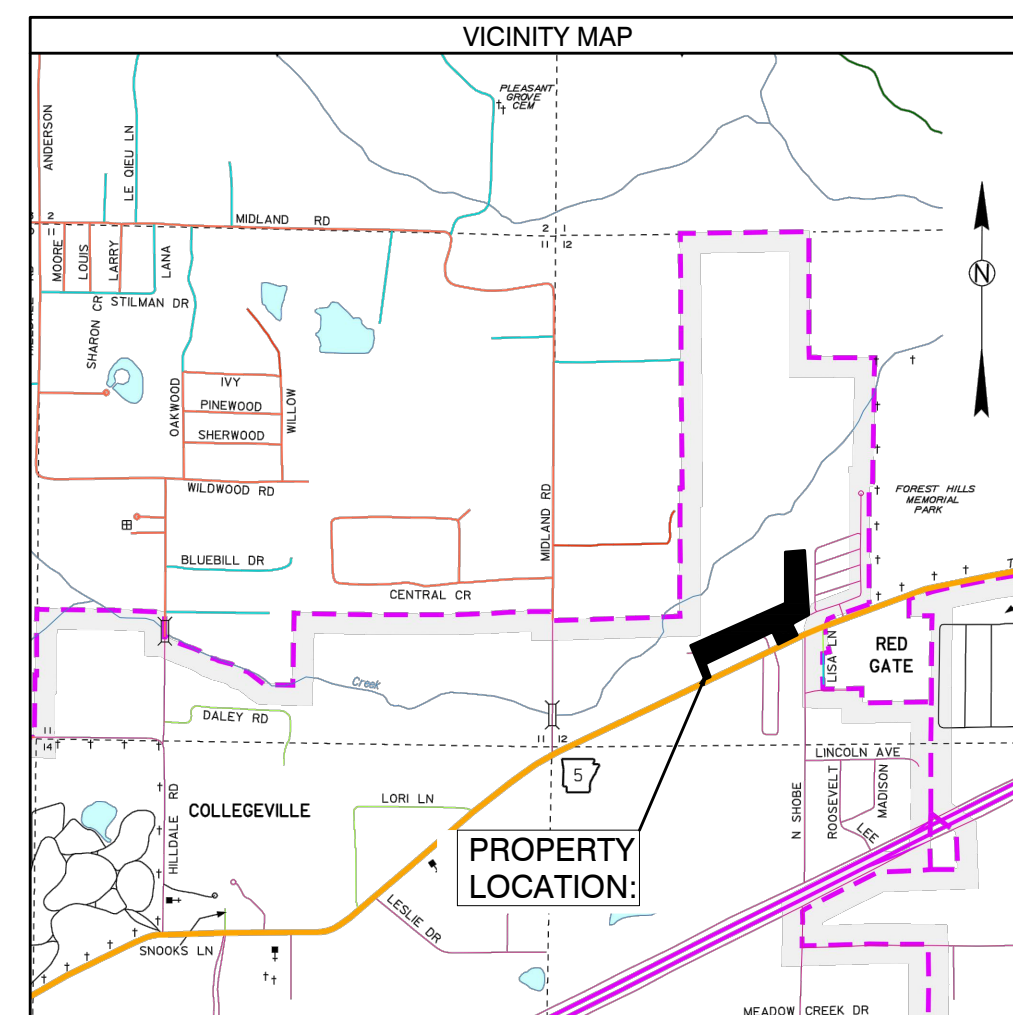 VICINITY MAP
PLEASANT
GROVE
CEM
ANDERSON
LE QIEU LN
MIDLAND RD
3 2
11
2 1
11 12
MOORE
LOUIS
LARRY
LANA
SHARON CR
STILMAN DR
N
OAKWOOD
IVY
PINEWOOD
SHERWOOD
WILLOW
WILDWOOD RD
MIDLAND RD
FOREST HILLS
MEMORIAL
PARK
BLUEBILL DR
CENTRAL CR
LISA LN
RED
GATE
Creek
DALEY RD
11
14
11 12
5
LINCOLN AVE
HILLDALE RD
COLLEGEVILLE
LORI LN
N SHOBE
ROOSEVELT
MADISON
LEE
PROPERTY
LOCATION:
LESLIE DR
SNOOKS LN
MEADOW CREEK DR